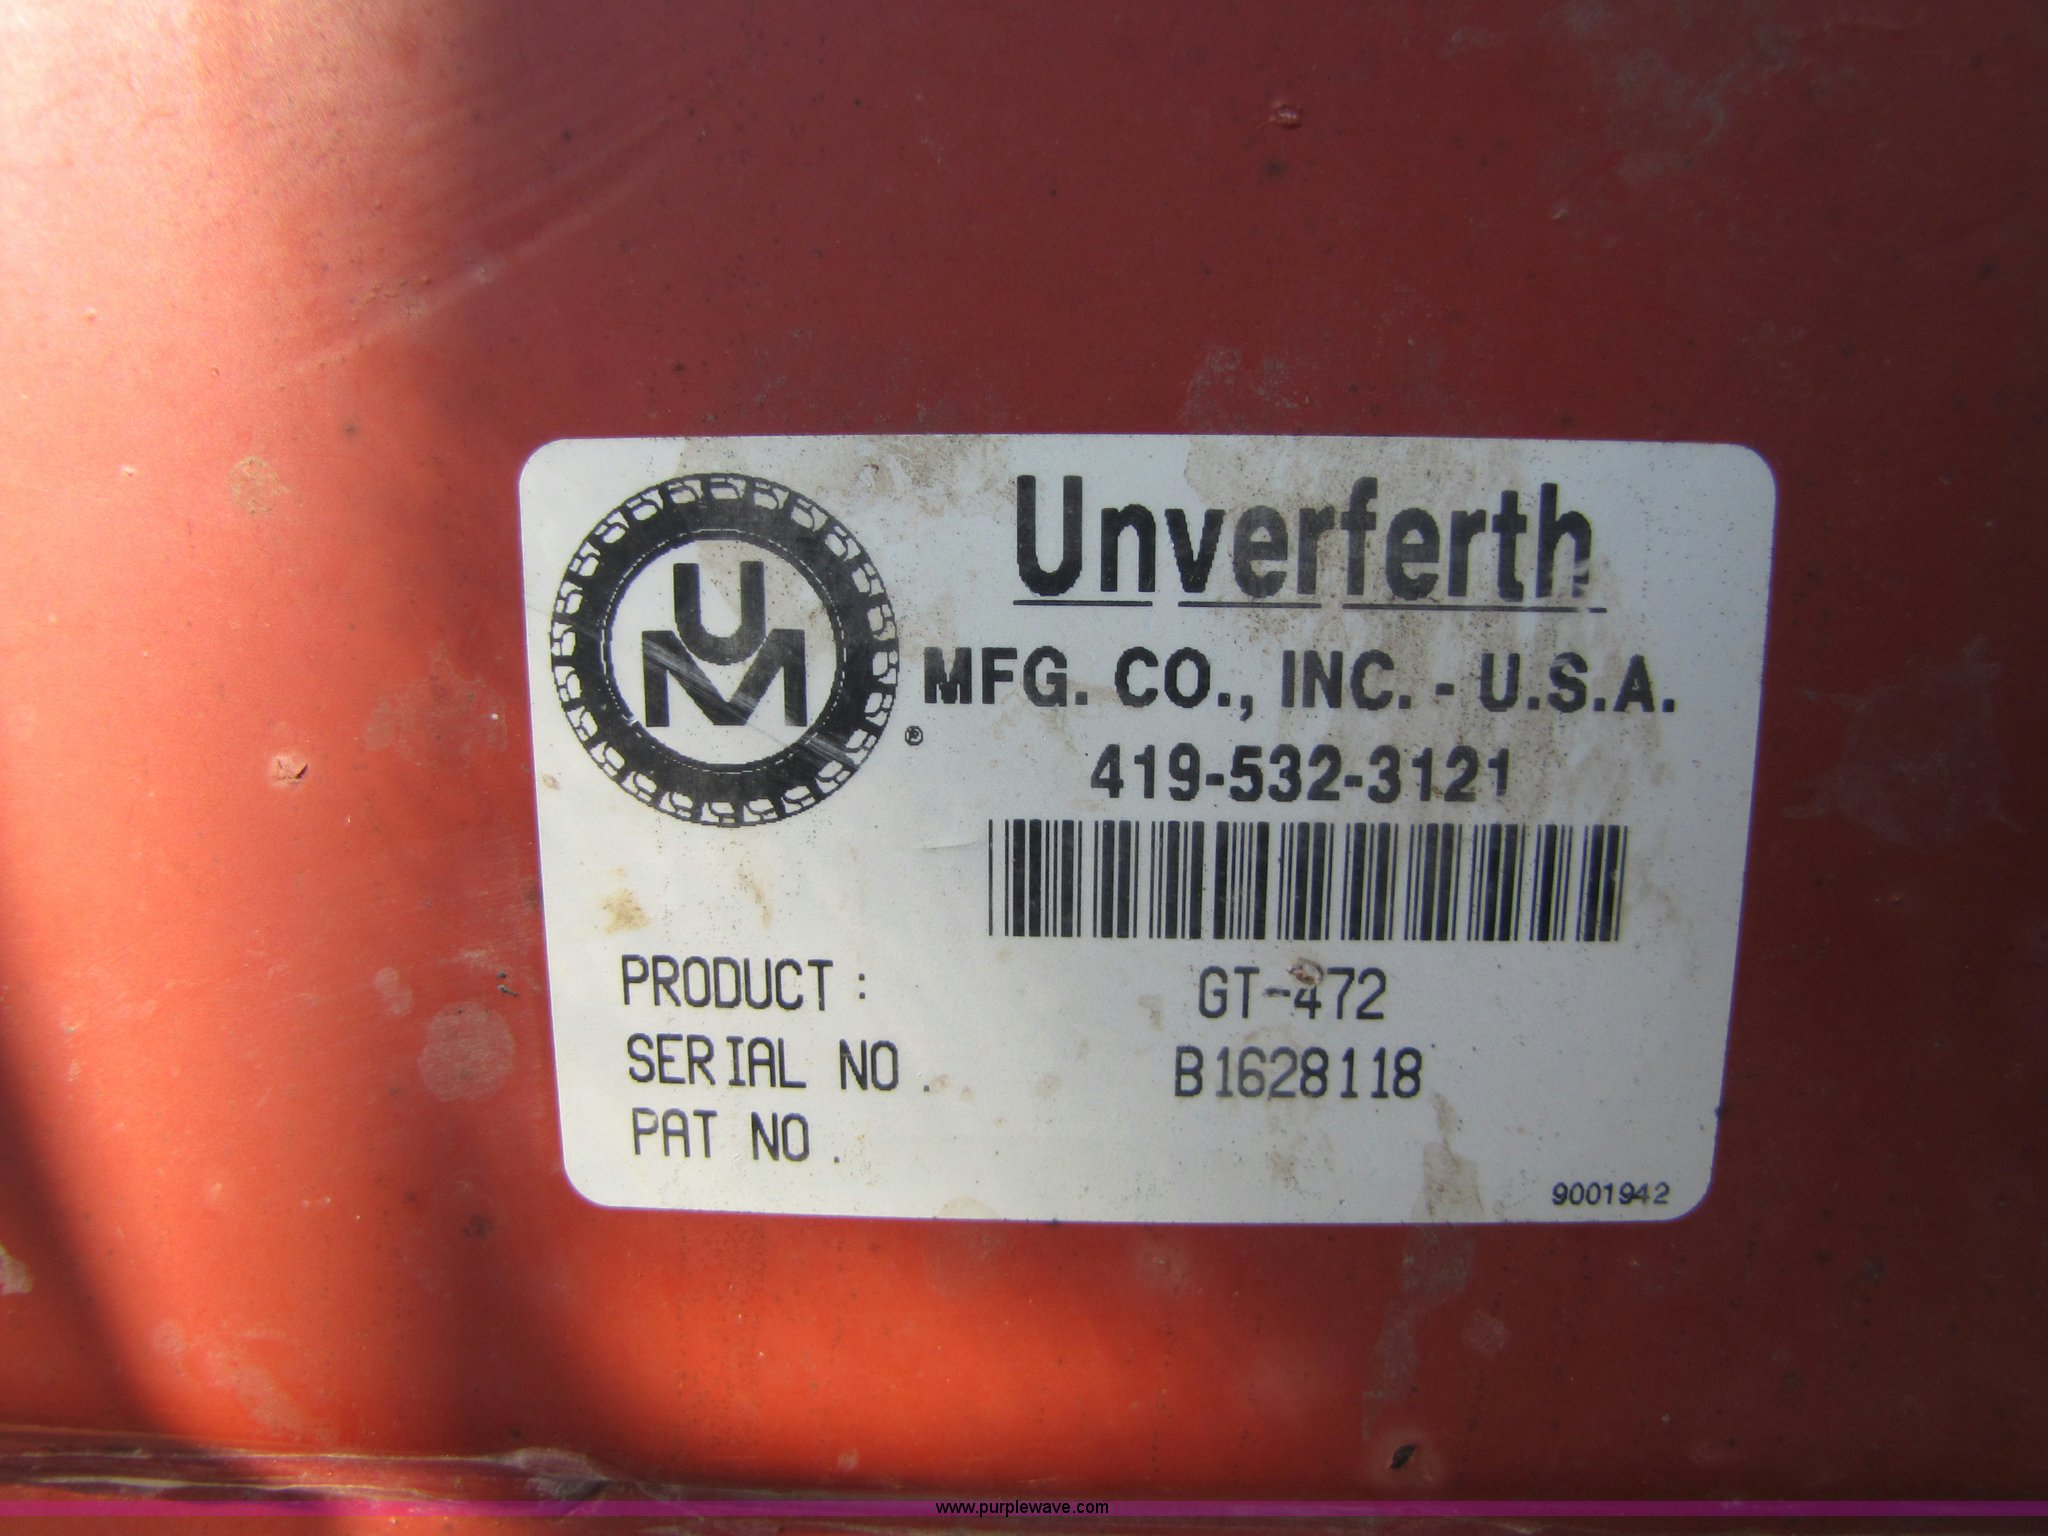 UM
®
Unverferth
MFG. CO., INC. - U.S.A.
419-532-3121
PRODUCT : GT-472
SERIAL NO. B1628118
PAT NO.
9001942
www.purplewave.com